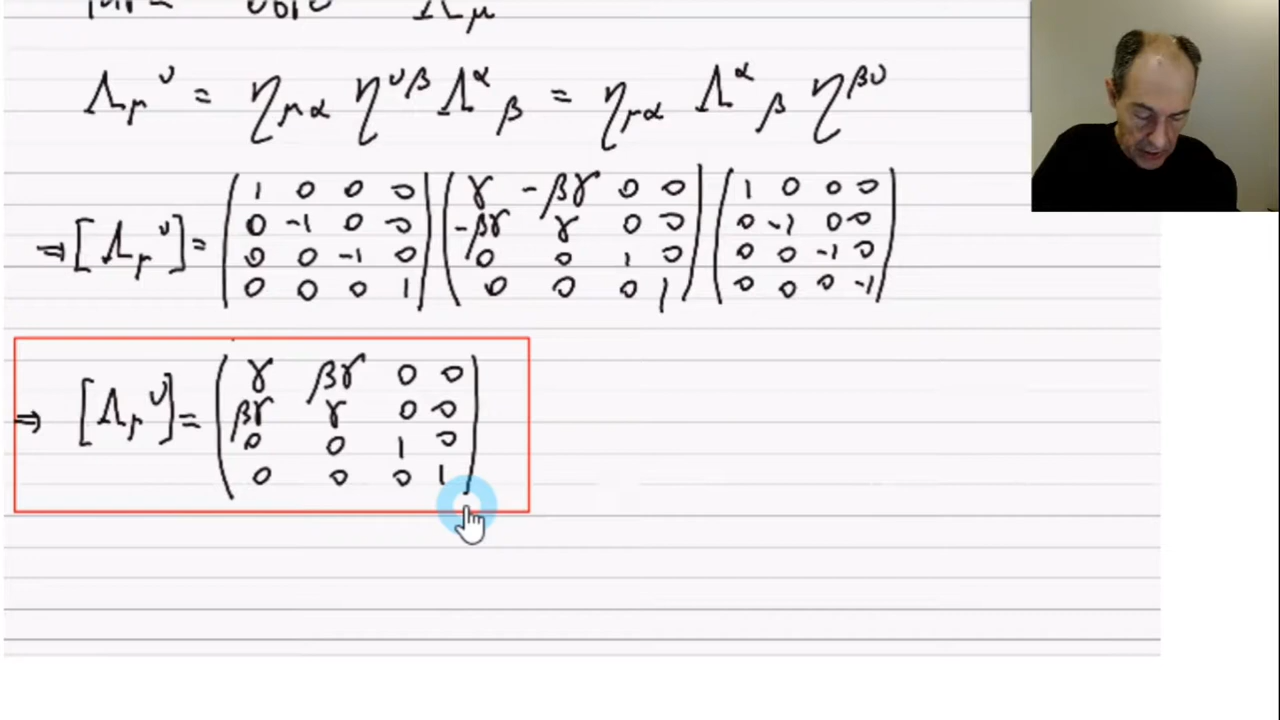 Λ_μ
Λ_μ^ν = η_μα η^νβ Λ^α_β = η_μα Λ^α_β η^βν
⇒ [Λ_μ^ν] = (1 0 0 0; 0 -1 0 0; 0 0 -1 0; 0 0 0 1) (γ -βγ 0 0; -βγ γ 0 0; 0 0 1 0; 0 0 0 1) (1 0 0 0; 0 -1 0 0; 0 0 -1 0; 0 0 0 -1)
⇒ [Λ_μ^ν] = (γ βγ 0 0; βγ γ 0 0; 0 0 1 0; 0 0 0 1)